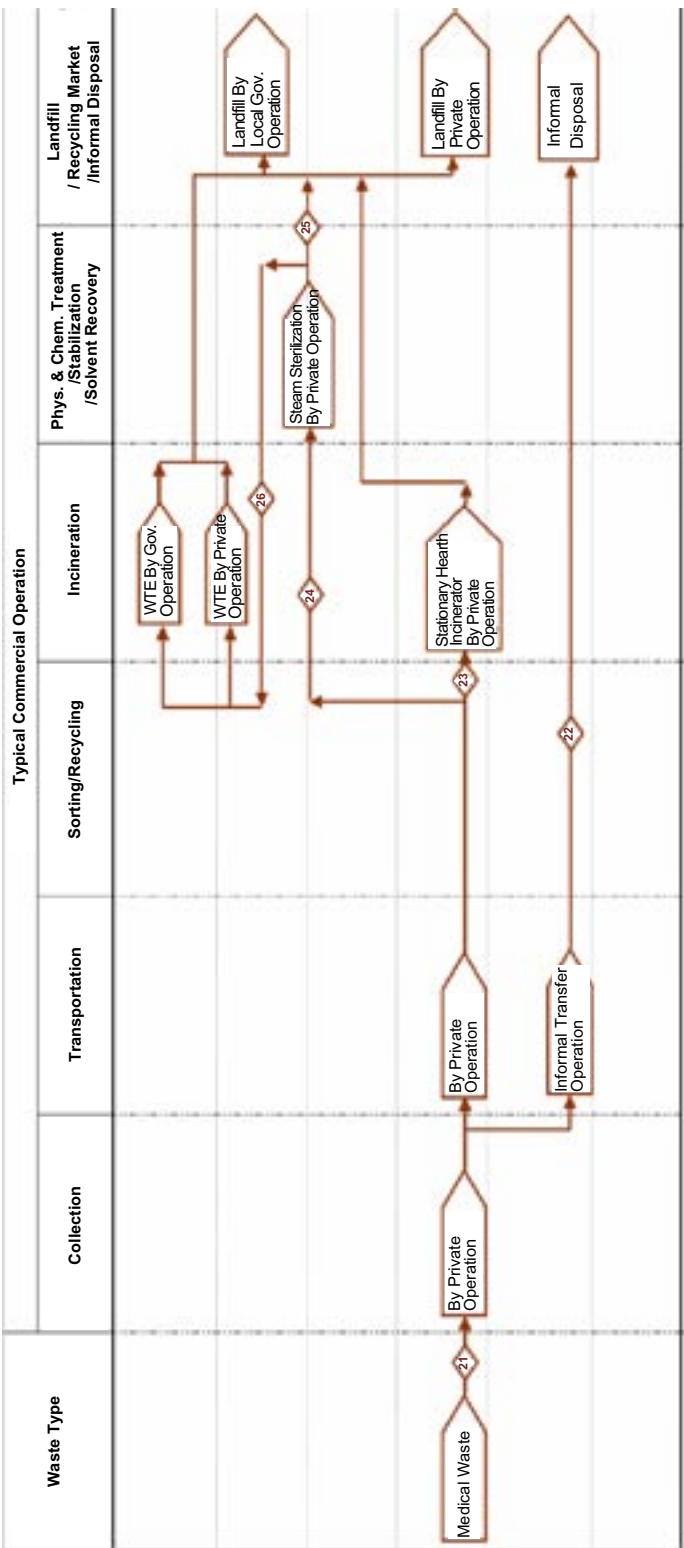 Typical Commercial Operation
Waste Type
Collection
Transportation
Sorting/Recycling
Incineration
Phys. & Chem. Treatment
/Stabilization
/Solvent Recovery
Landfill
/ Recycling Market
/Informal Disposal
WTE By Gov.
Operation
WTE By Private
Operation
Landfill By
Local Gov.
Operation
26
Steam Sterilization
By Private Operation
25
24
Medical Waste
21
By Private
Operation
By Private
Operation
23
Stationary Hearth
Incinerator
By Private
Operation
Landfill By
Private
Operation
Informal Transfer
Operation
22
Informal
Disposal